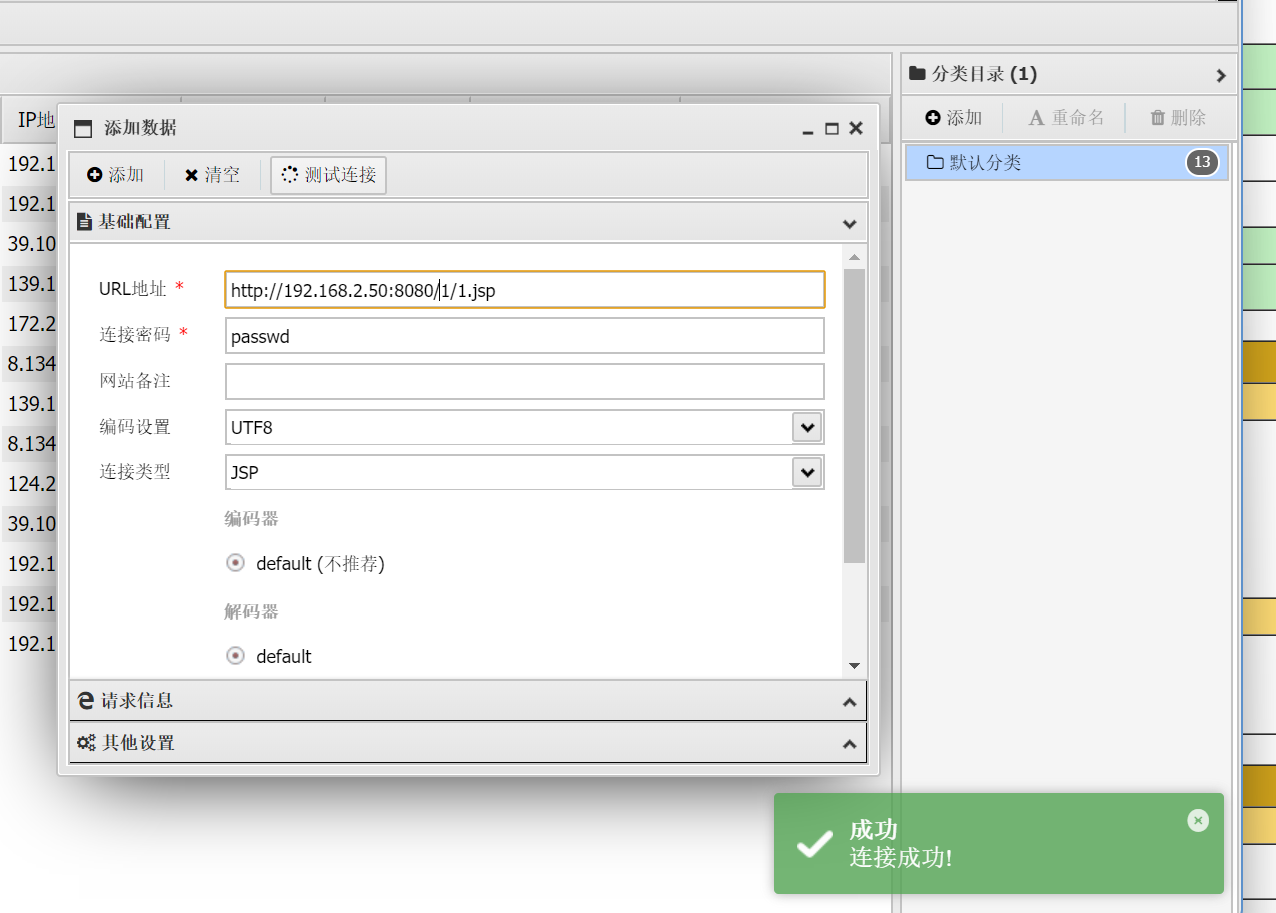 分类目录 (1)
添加
重命名
删除
默认分类
13
IP地
192.1
192.1
39.10
139.1
172.2
8.134
139.1
8.134
124.2
39.10
192.1
192.1
192.1
添加数据
添加
清空
测试连接
基础配置
URL地址 *
http://192.168.2.50:8080/1/1.jsp
连接密码 *
passwd
网站备注
编码设置
UTF8
连接类型
JSP
编码器
default (不推荐)
解码器
default
请求信息
其他设置
成功
连接成功!